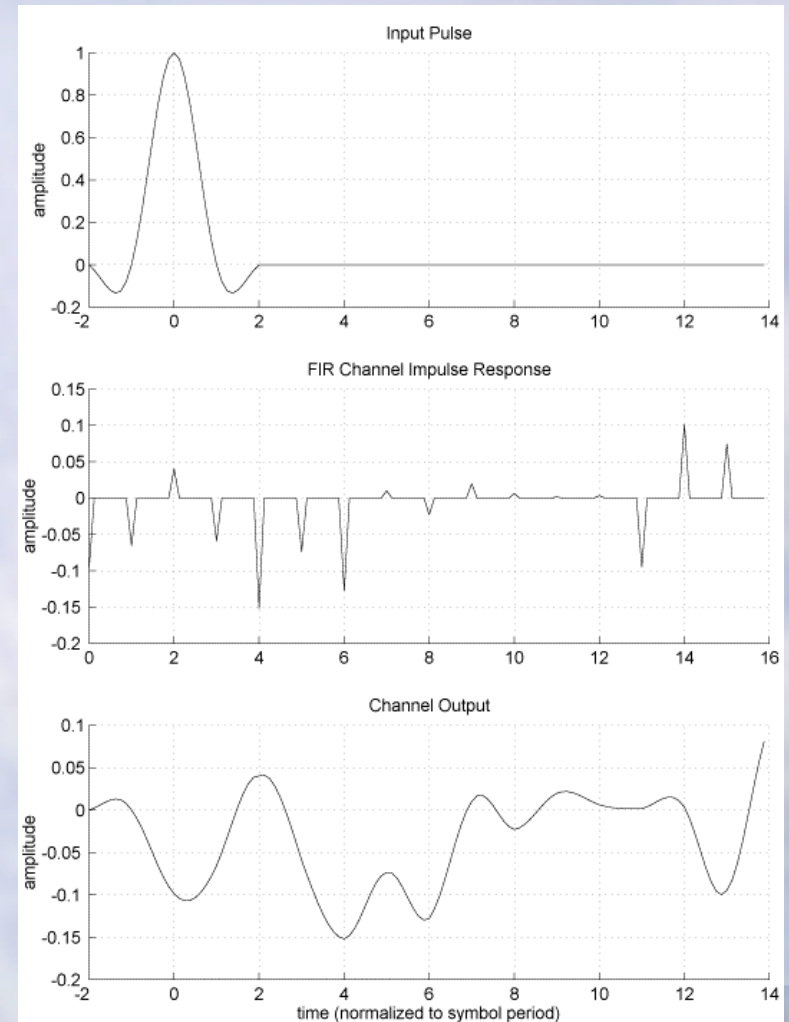 Input Pulse
1
0.8
0.6
0.4
0.2
0
-0.2
amplitude
-2 0 2 4 6 8 10 12 14
FIR Channel Impulse Response
0.15
0.1
0.05
0
-0.05
-0.1
-0.15
-0.2
amplitude
0 2 4 6 8 10 12 14 16
Channel Output
0.1
0.05
0
-0.05
-0.1
-0.15
-0.2
amplitude
-2 0 2 4 6 8 10 12 14
time (normalized to symbol period)